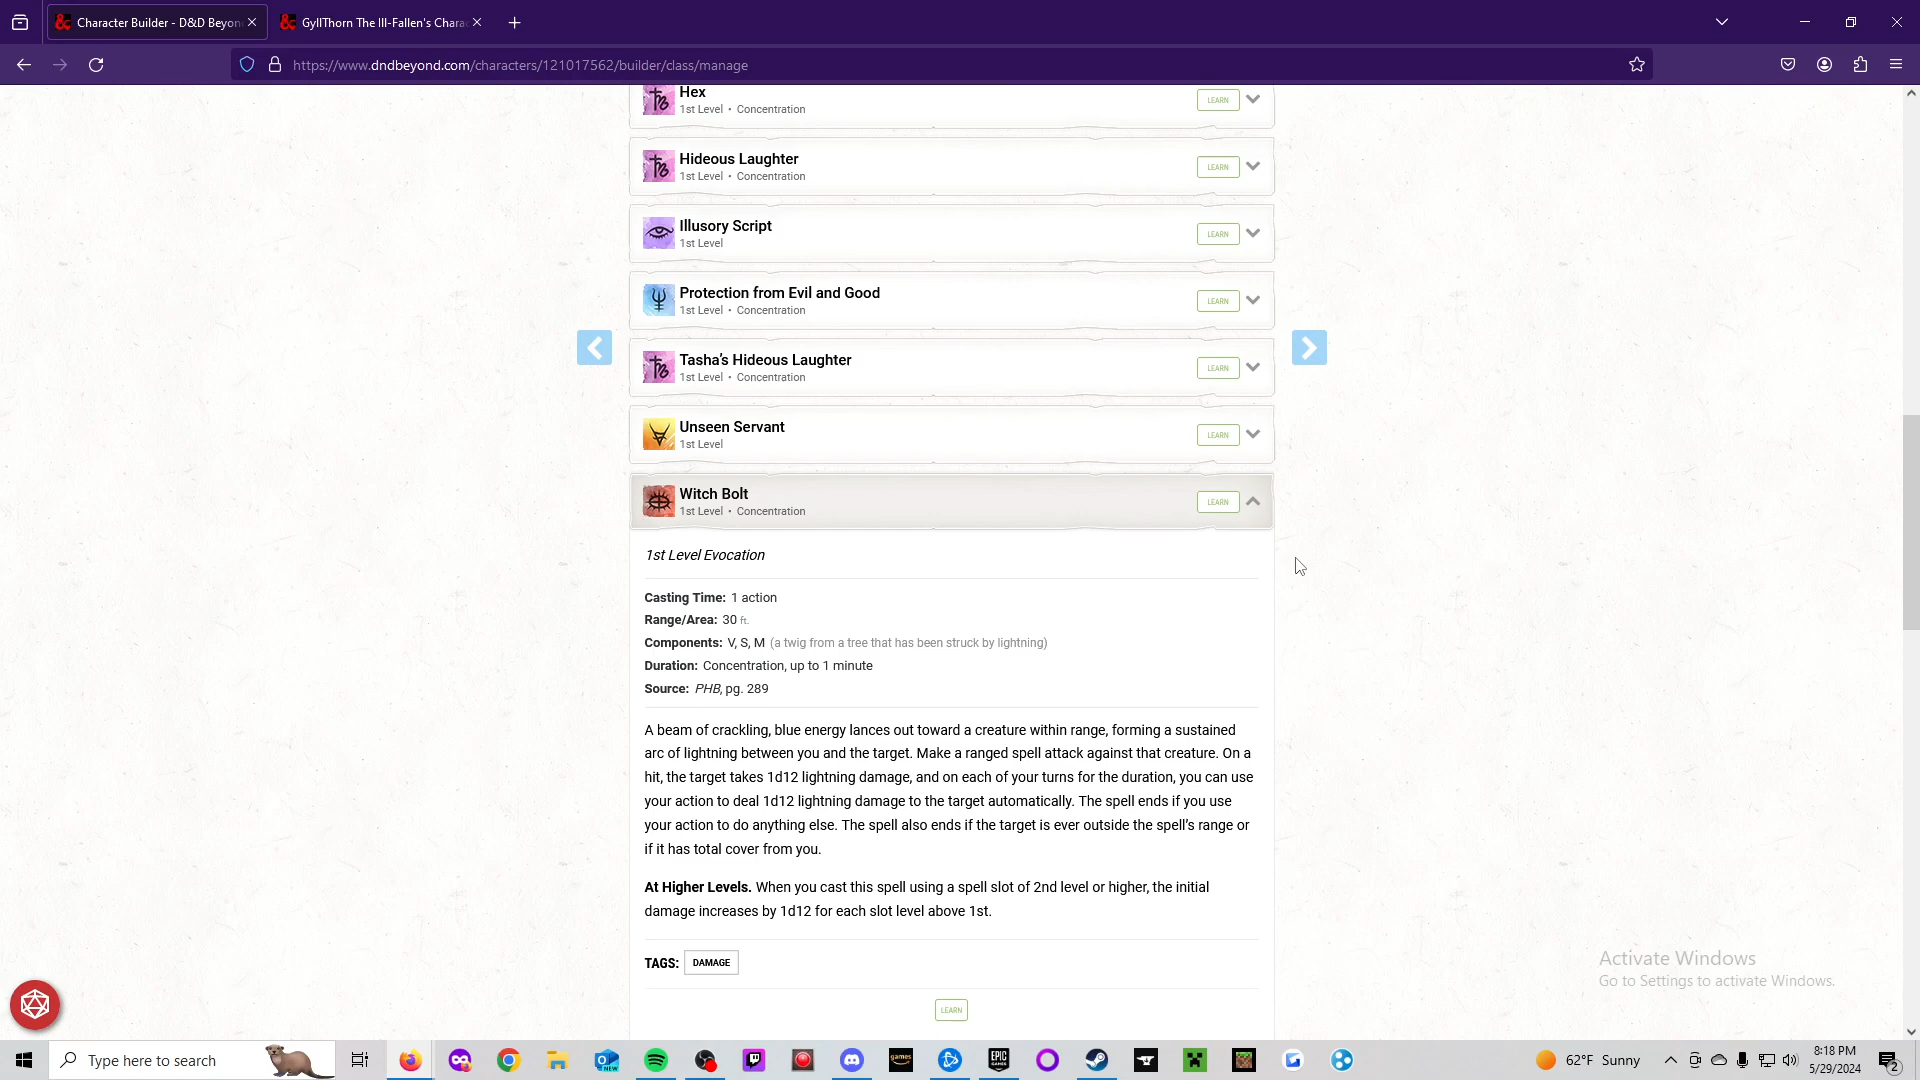 Character Builder - D&D Beyon
GyllThorn The Ill-Fallen's Chara
https://www.dndbeyond.com/characters/121017562/builder/class/manage
Hex
1st Level • Concentration
LEARN
Hideous Laughter
1st Level • Concentration
LEARN
Illusory Script
1st Level
LEARN
Protection from Evil and Good
1st Level • Concentration
LEARN
Tasha’s Hideous Laughter
1st Level • Concentration
LEARN
Unseen Servant
1st Level
LEARN
Witch Bolt
1st Level • Concentration
LEARN
1st Level Evocation
Casting Time: 1 action
Range/Area: 30 ft.
Components: V, S, M (a twig from a tree that has been struck by lightning)
Duration: Concentration, up to 1 minute
Source: PHB, pg. 289
A beam of crackling, blue energy lances out toward a creature within range, forming a sustained
arc of lightning between you and the target. Make a ranged spell attack against that creature. On a
hit, the target takes 1d12 lightning damage, and on each of your turns for the duration, you can use
your action to deal 1d12 lightning damage to the target automatically. The spell ends if you use
your action to do anything else. The spell also ends if the target is ever outside the spell’s range or
if it has total cover from you.
At Higher Levels. When you cast this spell using a spell slot of 2nd level or higher, the initial
damage increases by 1d12 for each slot level above 1st.
TAGS: DAMAGE
LEARN
Activate Windows
Go to Settings to activate Windows.
Type here to search
NEW
games
EPIC
GAMES
62°F Sunny
8:18 PM
5/29/2024
2